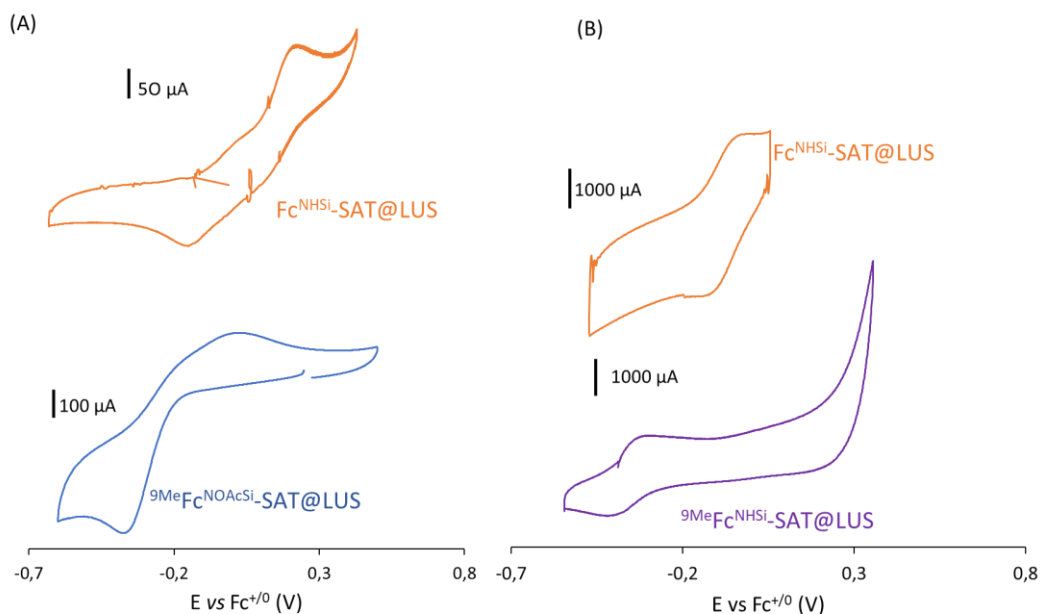 (A)
5O µA
Fc^NHSi-SAT@LUS
100 µA
9MeFc^NOAcSi-SAT@LUS
-0,7 -0,2 0,3 0,8
E vs Fc^+/0 (V)
(B)
1000 µA
Fc^NHSi-SAT@LUS
1000 µA
9MeFc^NHSi-SAT@LUS
-0,7 -0,2 0,3 0,8
E vs Fc^+/0 (V)